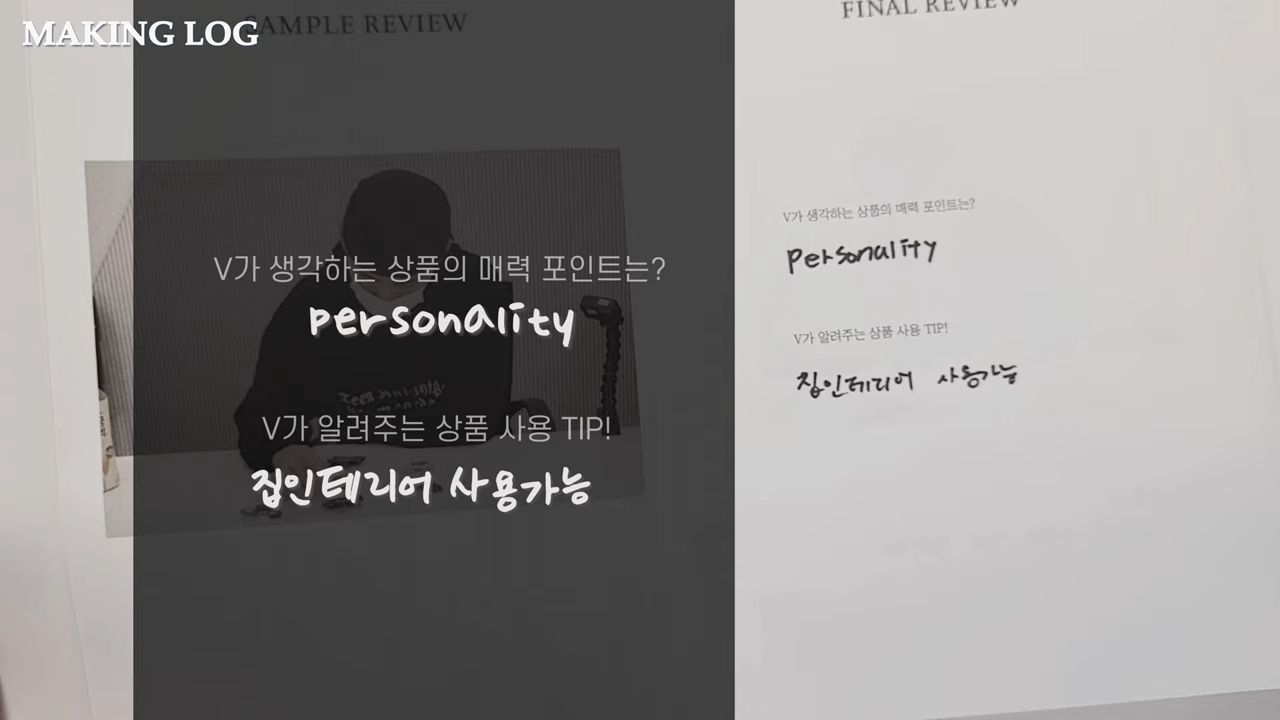 MAKING LOG
SAMPLE REVIEW
V가 생각하는 상품의 매력 포인트는?
personality
V가 알려주는 상품 사용 TIP!
집인테리어 사용가능
FINAL REVIEW
V가 생각하는 상품의 매력 포인트는?
personality
V가 알려주는 상품 사용 TIP!
집인테리어 사용가능